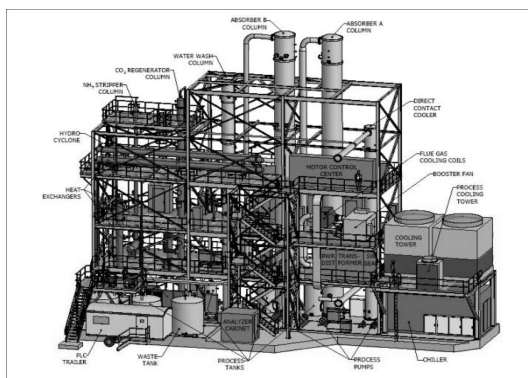 ABSORBER B
COLUMN
ABSORBER A
COLUMN
WATER WASH
COLUMN
CO₂ REGENERATOR
COLUMN
NH₃ STRIPPER
COLUMN
DIRECT
CONTACT
COOLER
HYDRO
CYCLONE
MOTOR CONTROL
CENTER
FLUE GAS
COOLING COILS
BOOSTER FAN
PROCESS
COOLING
TOWER
HEAT
EXCHANGERS
COOLING
TOWER
PWR
DIST
TRANS-
FORMER
SW
GEAR
ANALYZER
CABINET
PLC
TRAILER
WASTE
TANK
PROCESS
TANKS
PROCESS
PUMPS
CHILLER